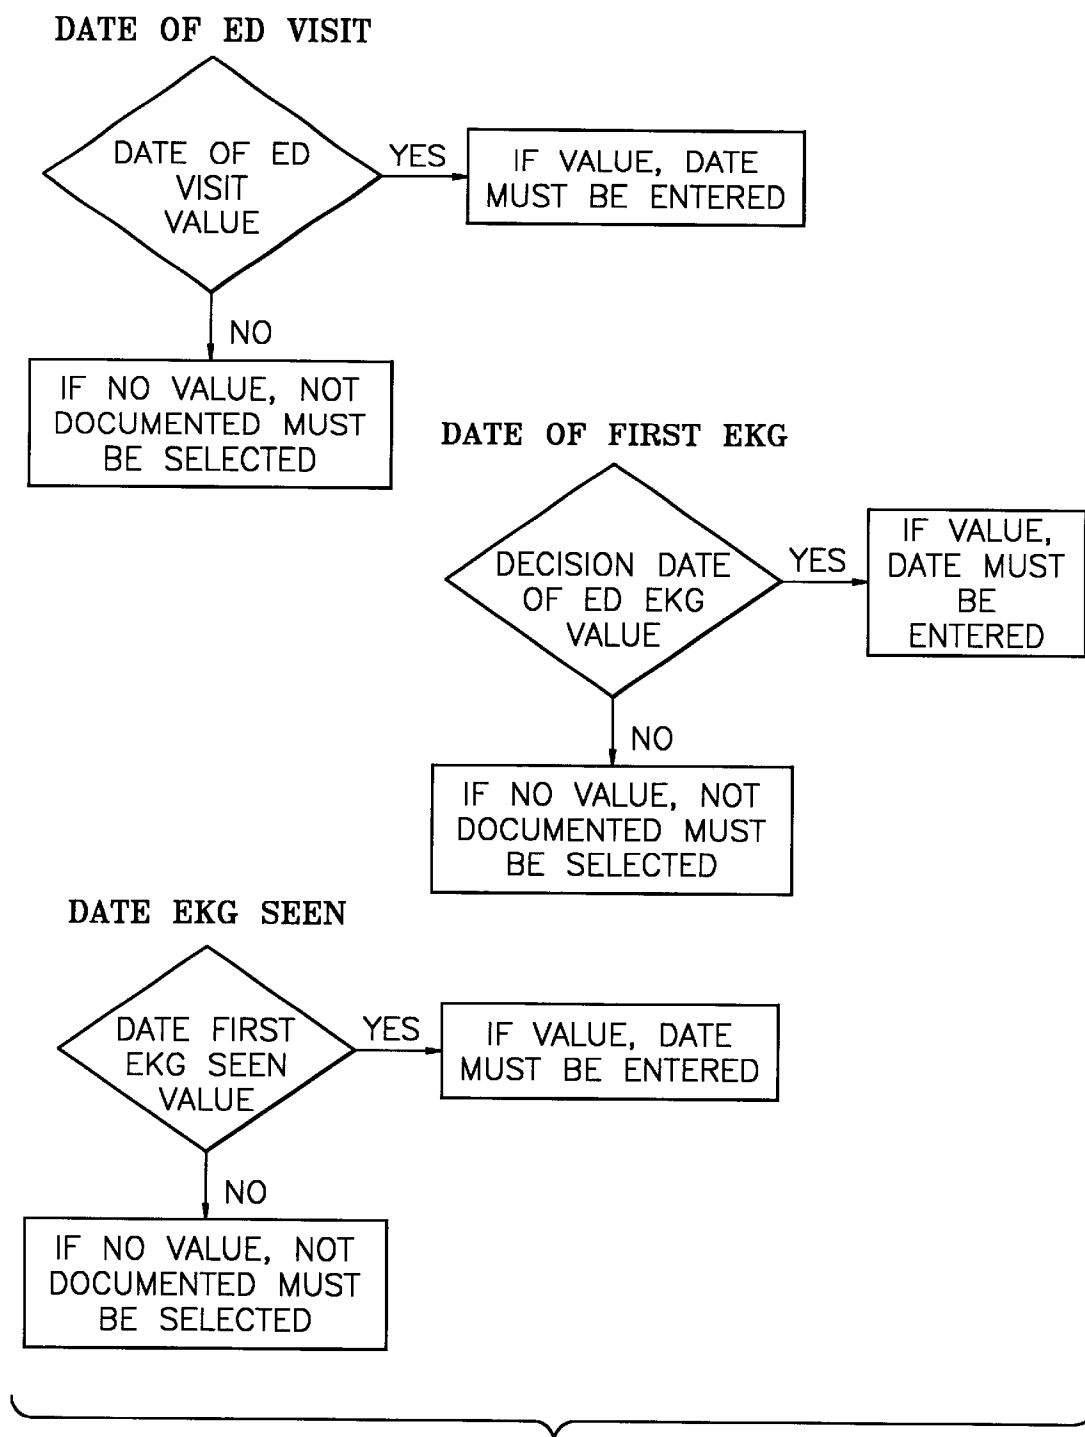 DATE OF ED VISIT
DATE OF ED
VISIT
VALUE
YES
IF VALUE, DATE
MUST BE ENTERED
NO
IF NO VALUE, NOT
DOCUMENTED MUST
BE SELECTED
DATE OF FIRST EKG
DECISION DATE
OF ED EKG
VALUE
YES
IF VALUE,
DATE MUST
BE
ENTERED
NO
IF NO VALUE, NOT
DOCUMENTED MUST
BE SELECTED
DATE EKG SEEN
DATE FIRST
EKG SEEN
VALUE
YES
IF VALUE, DATE
MUST BE ENTERED
NO
IF NO VALUE, NOT
DOCUMENTED MUST
BE SELECTED